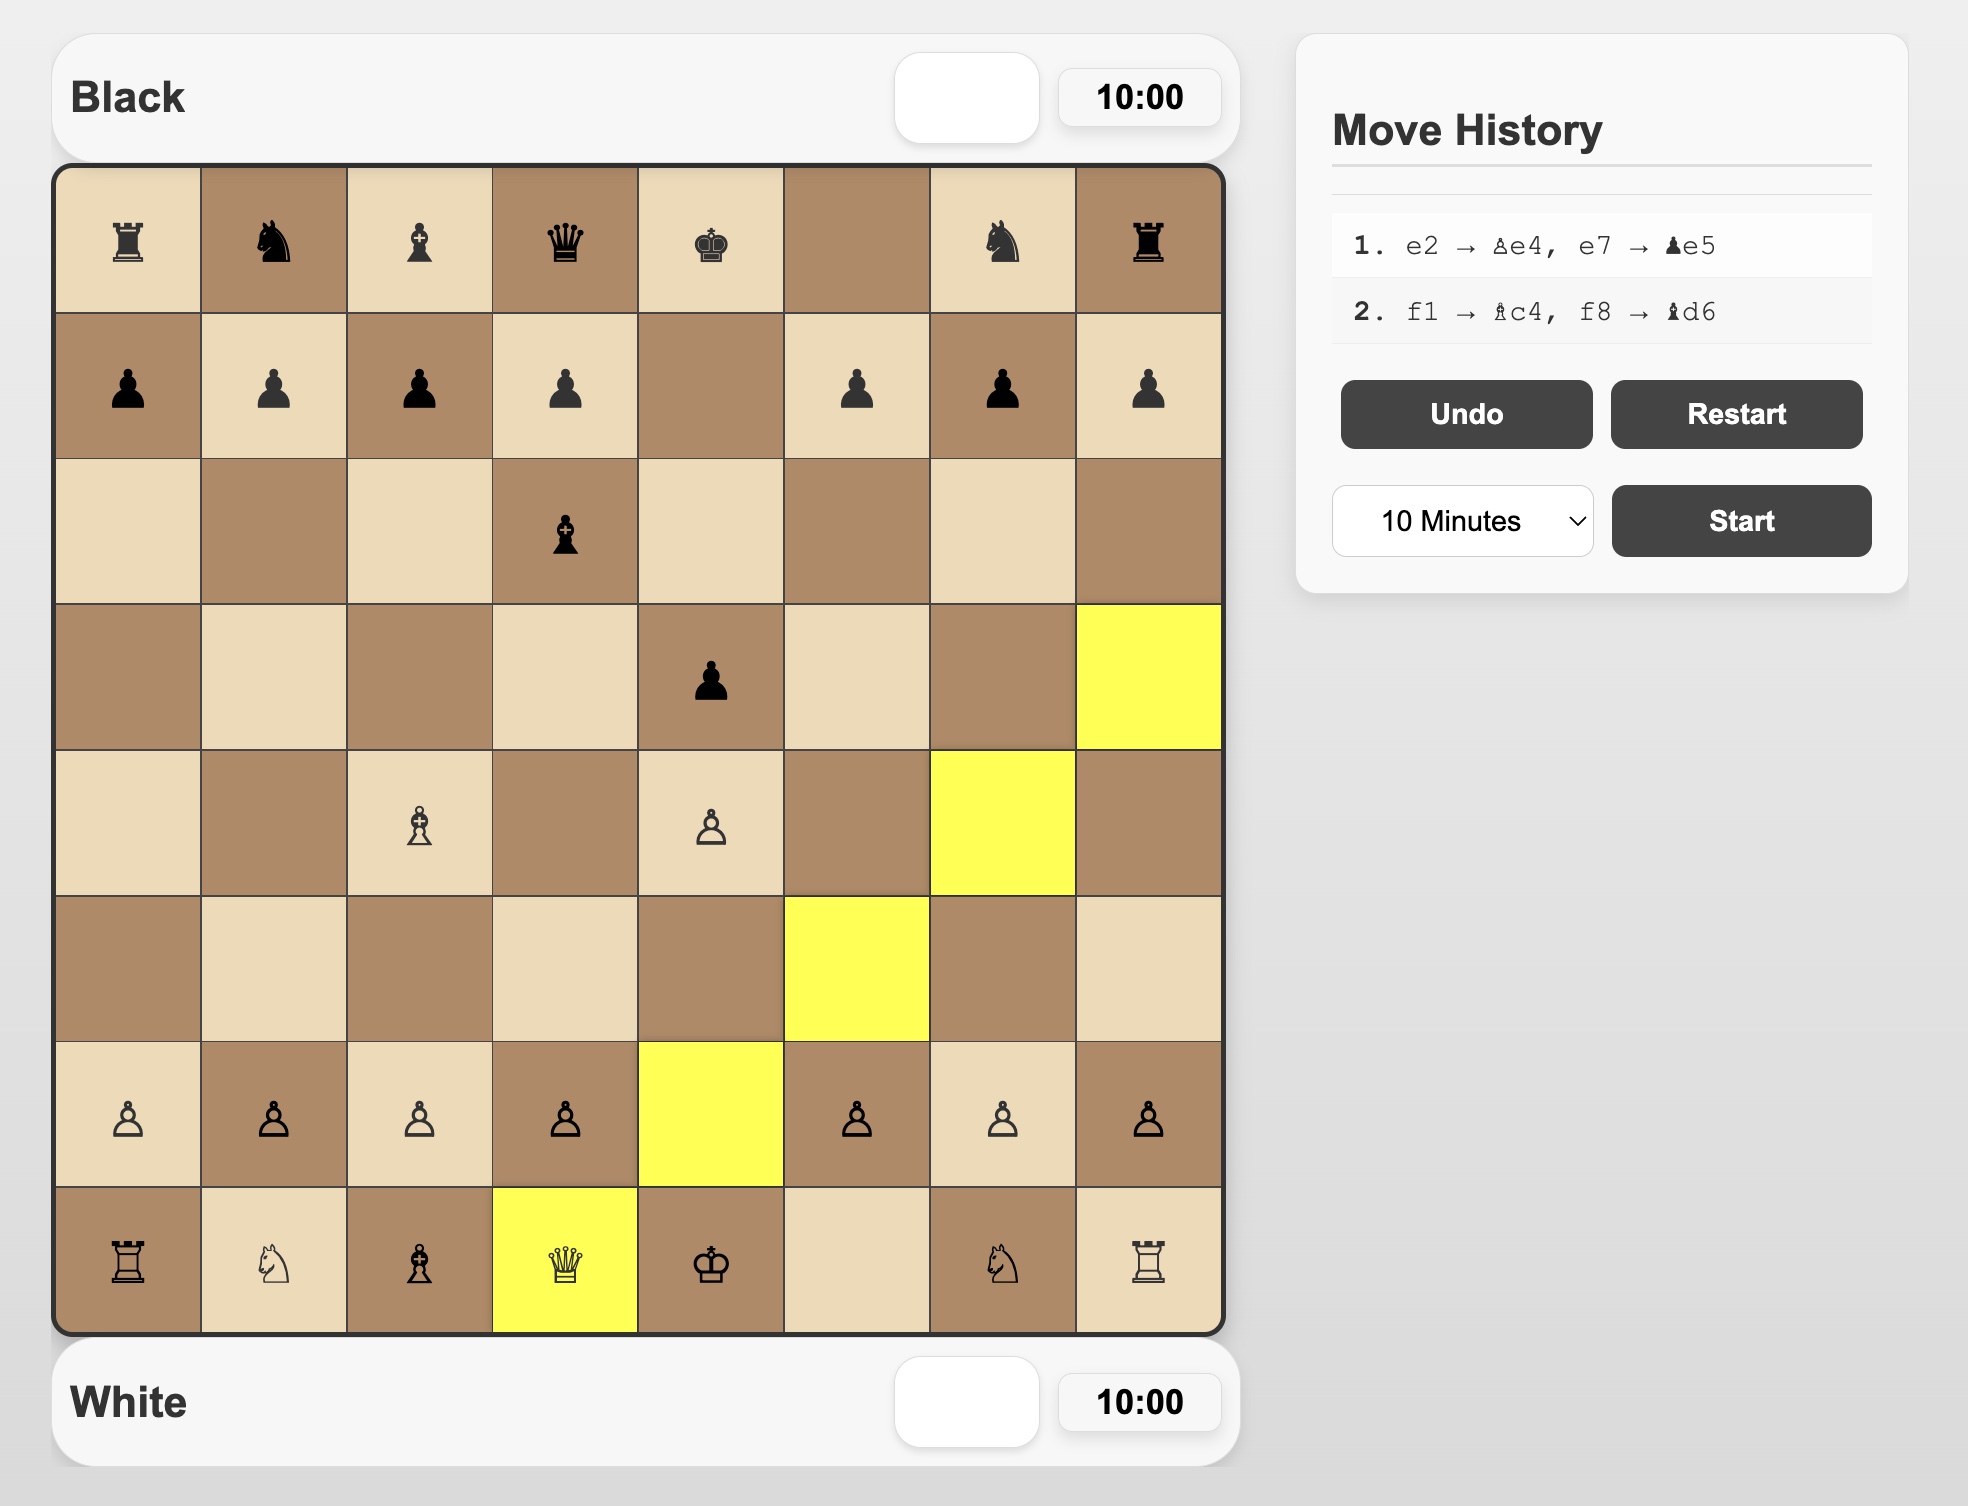 Black
10:00
Move History
1. e2 → ♙e4, e7 → ♟e5
2. f1 → ♗c4, f8 → ♝d6
Undo
Restart
10 Minutes
Start
White
10:00